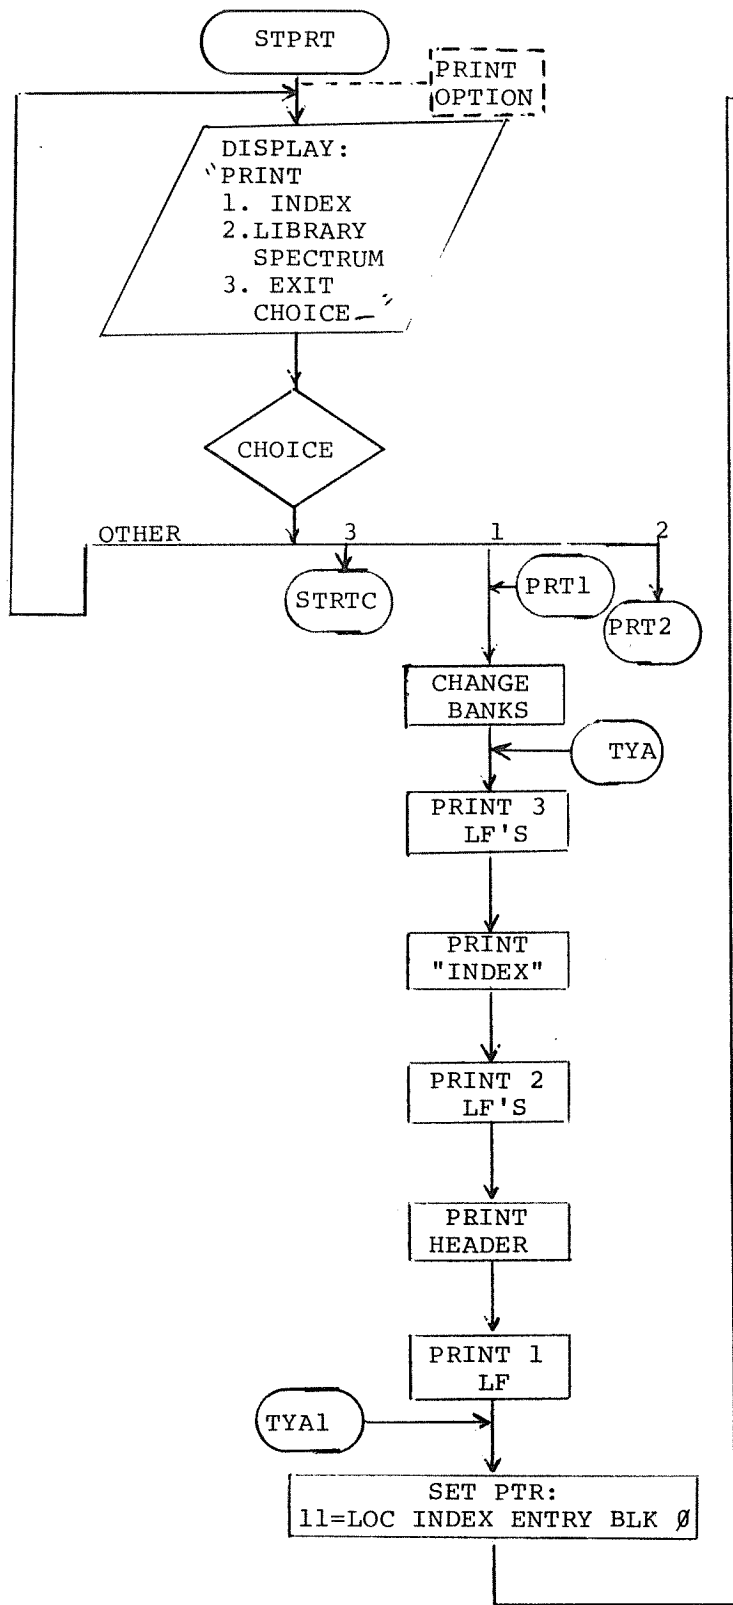 STPRT
PRINT
OPTION
DISPLAY:
"PRINT
1. INDEX
2.LIBRARY
SPECTRUM
3. EXIT
CHOICE_"
CHOICE
OTHER 3 1 2
PRT1
STRTC
PRT2
CHANGE
BANKS
TYA
PRINT 3
LF'S
PRINT
"INDEX"
PRINT 2
LF'S
PRINT
HEADER
PRINT 1
LF
TYA1
SET PTR:
11=LOC INDEX ENTRY BLK Ø